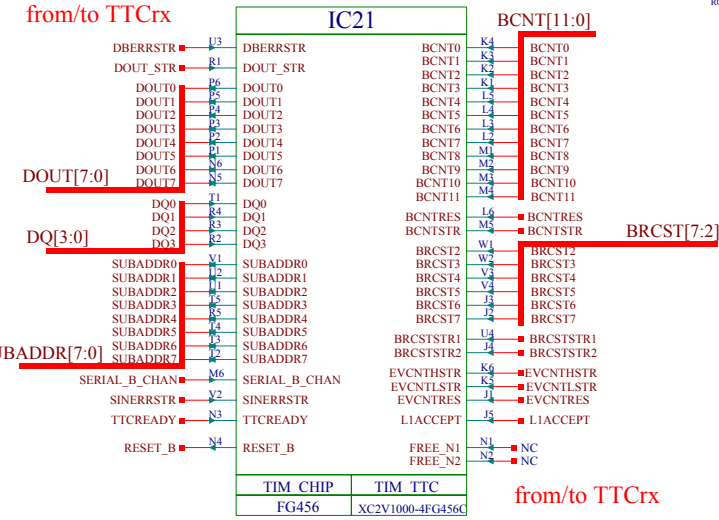 from/to TTCrx
IC21
BCNT[11:0]
DBERRSTR U3 DBERRSTR BCNT0 K4 BCNT0
BCNT1 K3 BCNT1
DOUT_STR R1 DOUT_STR BCNT2 K2 BCNT2
DOUT0 P6 DOUT0 BCNT3 K1 BCNT3
DOUT1 P5 DOUT1 BCNT4 L5 BCNT4
DOUT2 P4 DOUT2 BCNT5 L4 BCNT5
DOUT3 P3 DOUT3 BCNT6 L3 BCNT6
DOUT4 P2 DOUT4 BCNT7 L2 BCNT7
DOUT5 P1 DOUT5 BCNT8 M1 BCNT8
DOUT6 N6 DOUT6 BCNT9 M2 BCNT9
DOUT[7:0] DOUT7 N5 DOUT7 BCNT10 M3 BCNT10
BCNT11 M4 BCNT11
DQ0 T1 DQ0
DQ1 R4 DQ1 BCNTRES L6 BCNTRES
DQ2 R3 DQ2 BCNTSTR M5 BCNTSTR BRCST[7:2]
DQ[3:0] DQ3 R2 DQ3
BRCST2 W1 BRCST2
SUBADDR0 V1 SUBADDR0 BRCST3 W2 BRCST3
SUBADDR1 U2 SUBADDR1 BRCST4 V3 BRCST4
SUBADDR2 U1 SUBADDR2 BRCST5 V4 BRCST5
SUBADDR3 T5 SUBADDR3 BRCST6 J3 BRCST6
SUBADDR4 R5 SUBADDR4 BRCST7 J2 BRCST7
SUBADDR5 T4 SUBADDR5 BRCSTSTR1 U4 BRCSTSTR1
SUBADDR6 T3 SUBADDR6 BRCSTSTR2 J4 BRCSTSTR2
UBADDR[7:0] SUBADDR7 T2 SUBADDR7
EVCNTHSTR K6 EVCNTHSTR
SERIAL_B_CHAN M6 SERIAL_B_CHAN EVCNTLSTR K5 EVCNTLSTR
SINERRSTR V2 SINERRSTR EVCNTRES J1 EVCNTRES
TTCREADY N3 TTCREADY L1ACCEPT J5 L1ACCEPT
RESET_B N4 RESET_B FREE_N1 N1 NC
FREE_N2 N2 NC
TIM_CHIP TIM_TTC
FG456 XC2V1000-4FG456C
from/to TTCrx